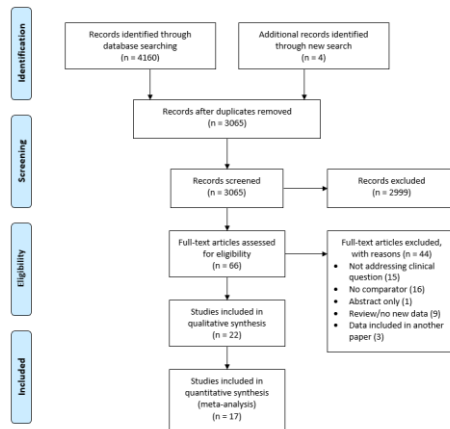 Identification
Records identified through
database searching
(n = 4160)
Additional records identified
through new search
(n = 4)
Records after duplicates removed
(n = 3065)
Screening
Records screened
(n = 3065)
Records excluded
(n = 2999)
Eligibility
Full-text articles assessed
for eligibility
(n = 66)
Full-text articles excluded,
with reasons (n = 44)
• Not addressing clinical
question (15)
• No comparator (16)
• Abstract only (1)
• Review/no new data (9)
• Data included in another
paper (3)
Studies included in
qualitative synthesis
(n = 22)
Included
Studies included in
quantitative synthesis
(meta-analysis)
(n = 17)